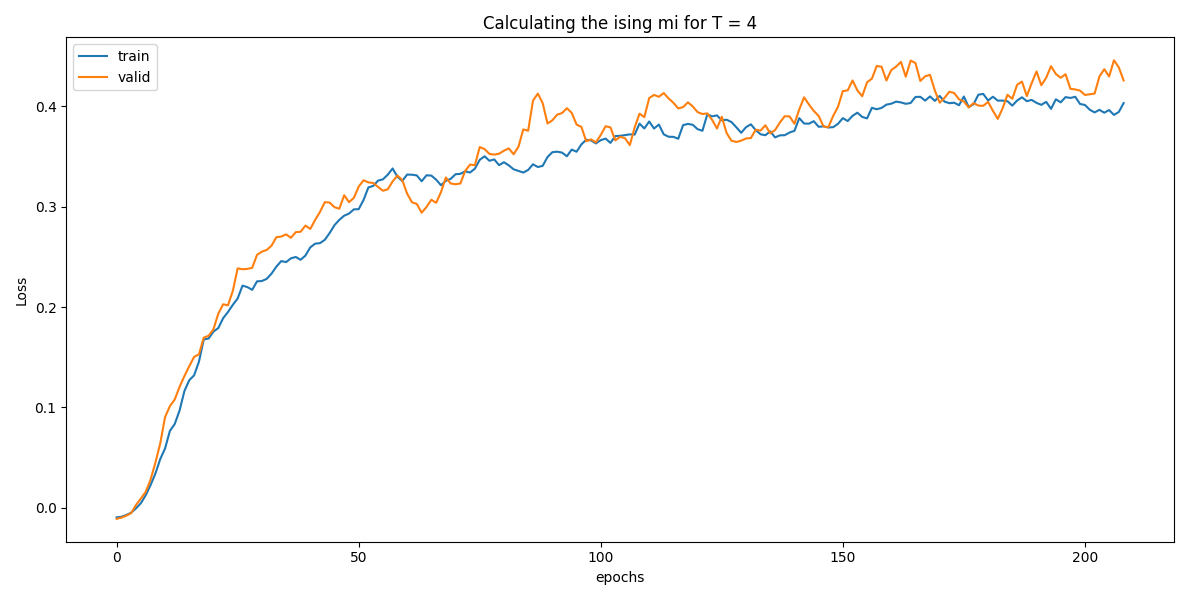 Calculating the ising mi for T = 4
train
valid
Loss
0.4
0.3
0.2
0.1
0.0
0
50
100
150
200
epochs